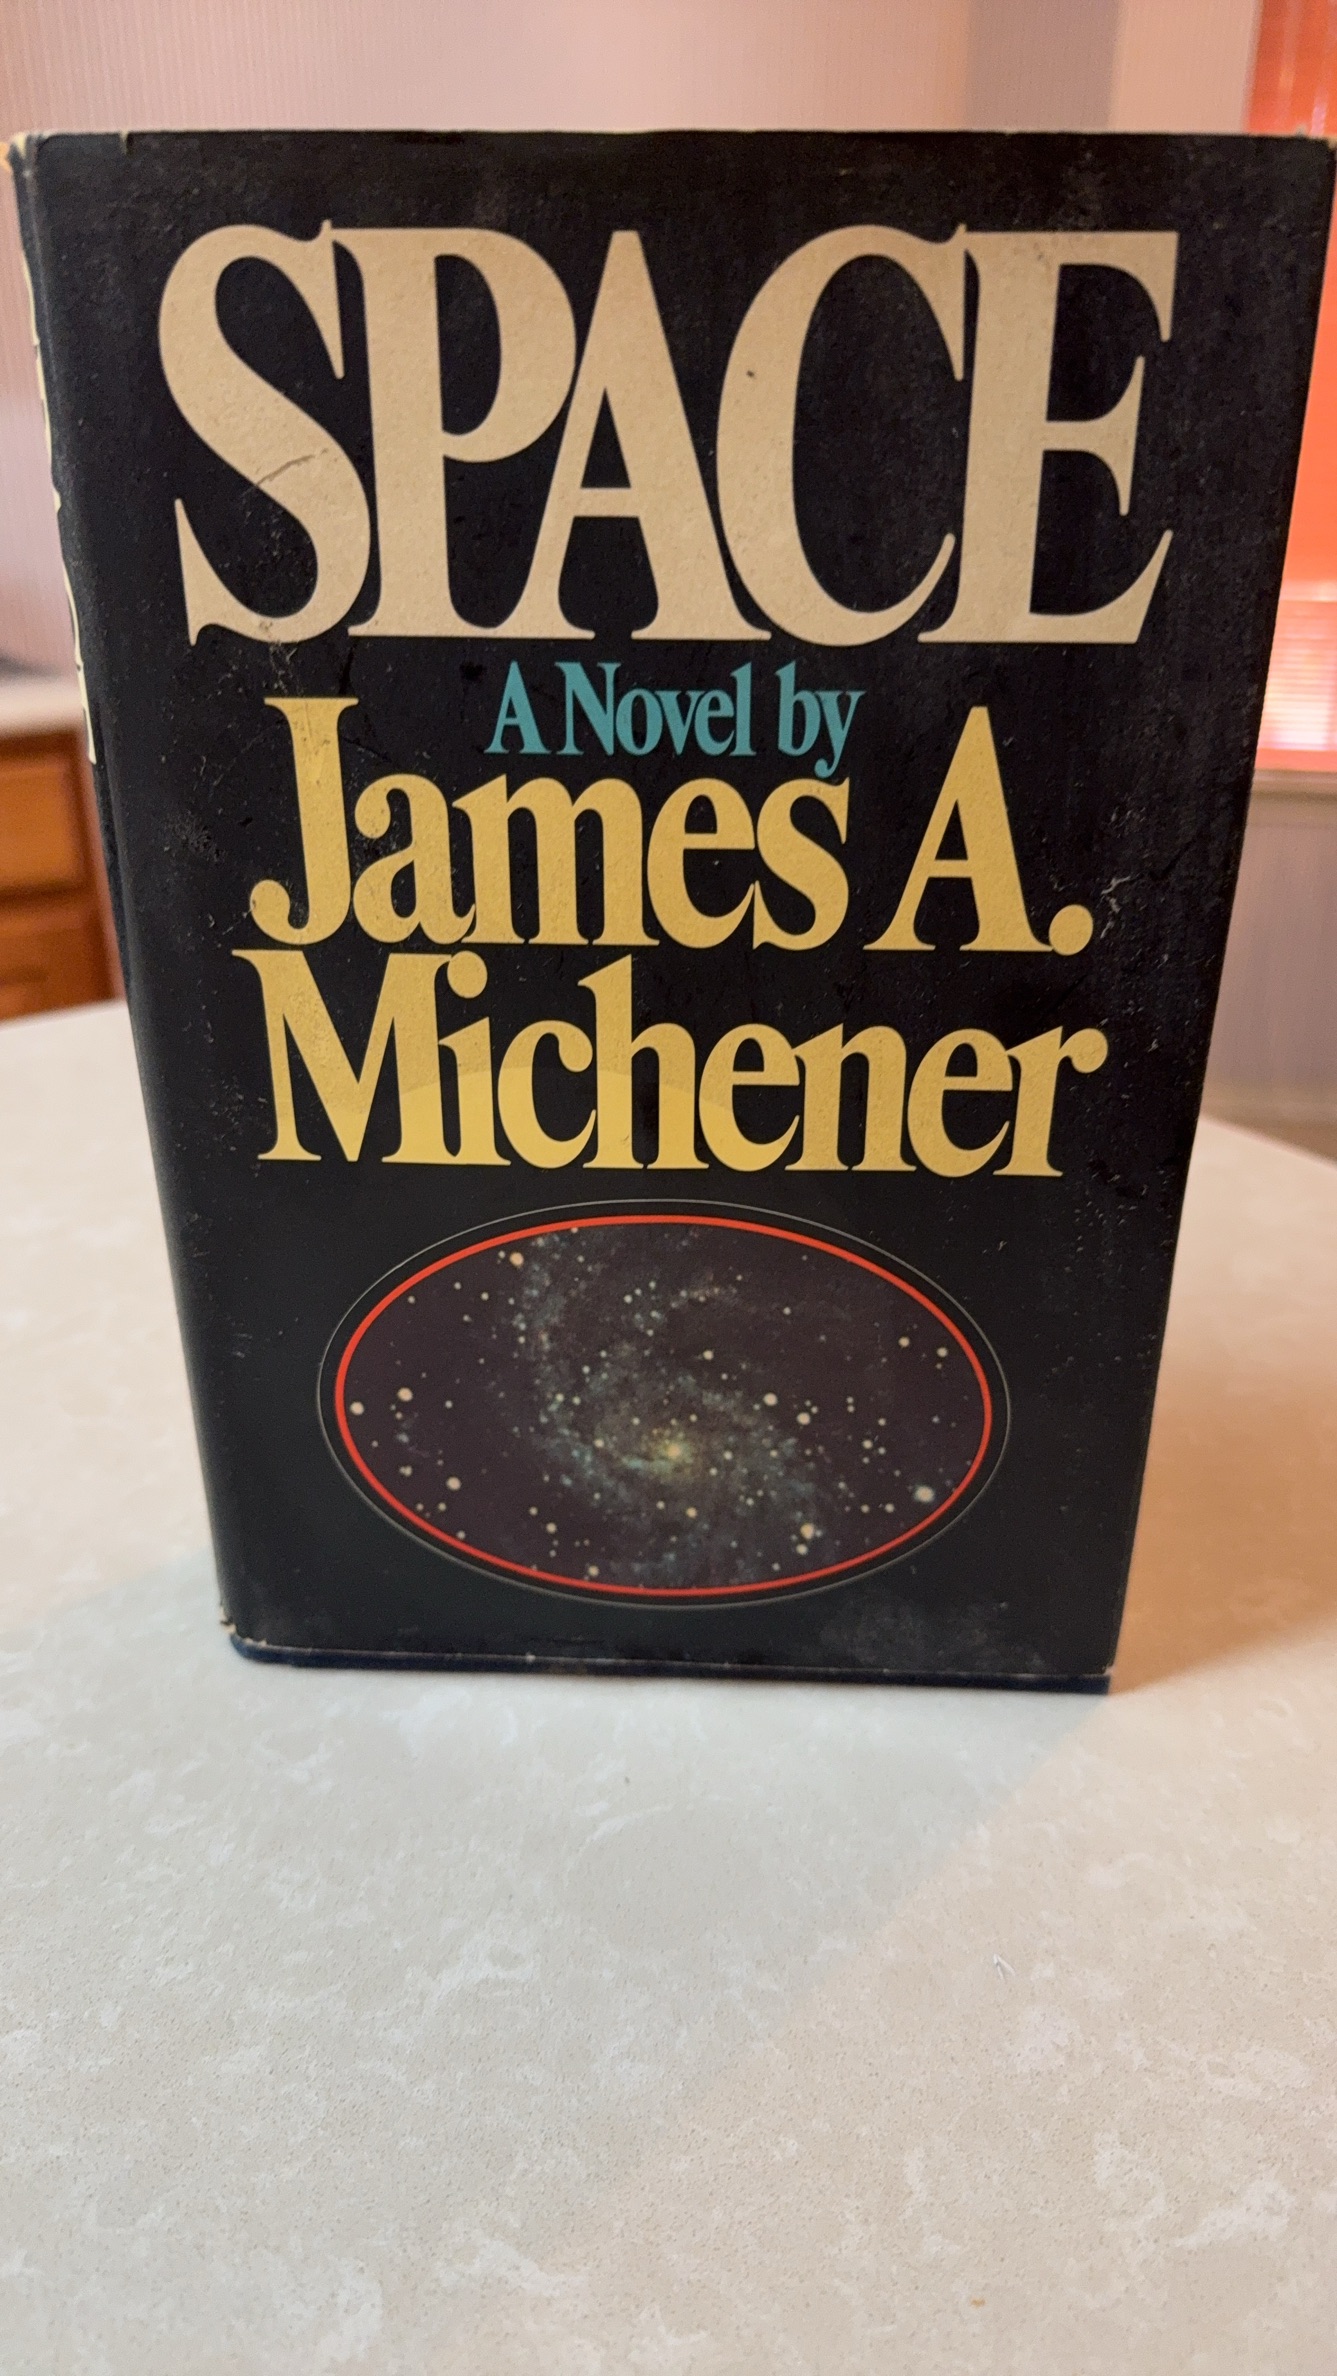 SPACE
A Novel by
James A.
Michener